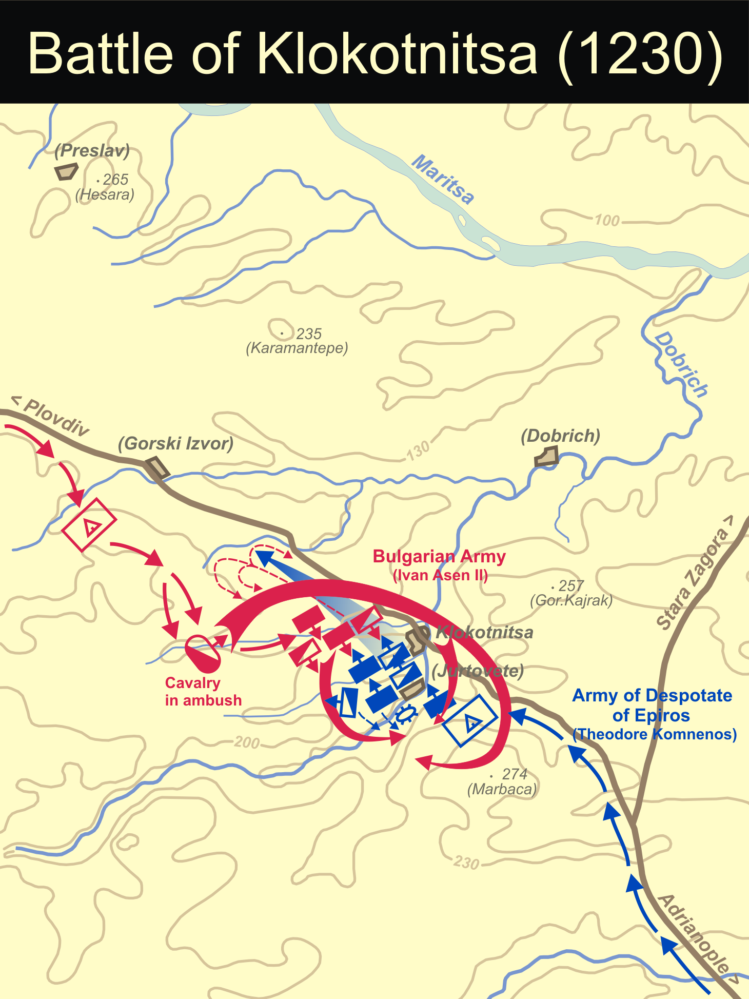 Battle of Klokotnitsa (1230)
(Preslav)
265
(Hesara)
Maritsa
100
235
(Karamantepe)
Dobrich
< Plovdiv
(Gorski Izvor)
130
(Dobrich)
Stara Zagora >
Bulgarian Army
(Ivan Asen II)
257
(Gor.Kajrak)
Klokotnitsa
(Jurtovete)
Cavalry
in ambush
Army of Despotate
of Epiros
(Theodore Komnenos)
200
274
(Marbaca)
230
Adrianople >